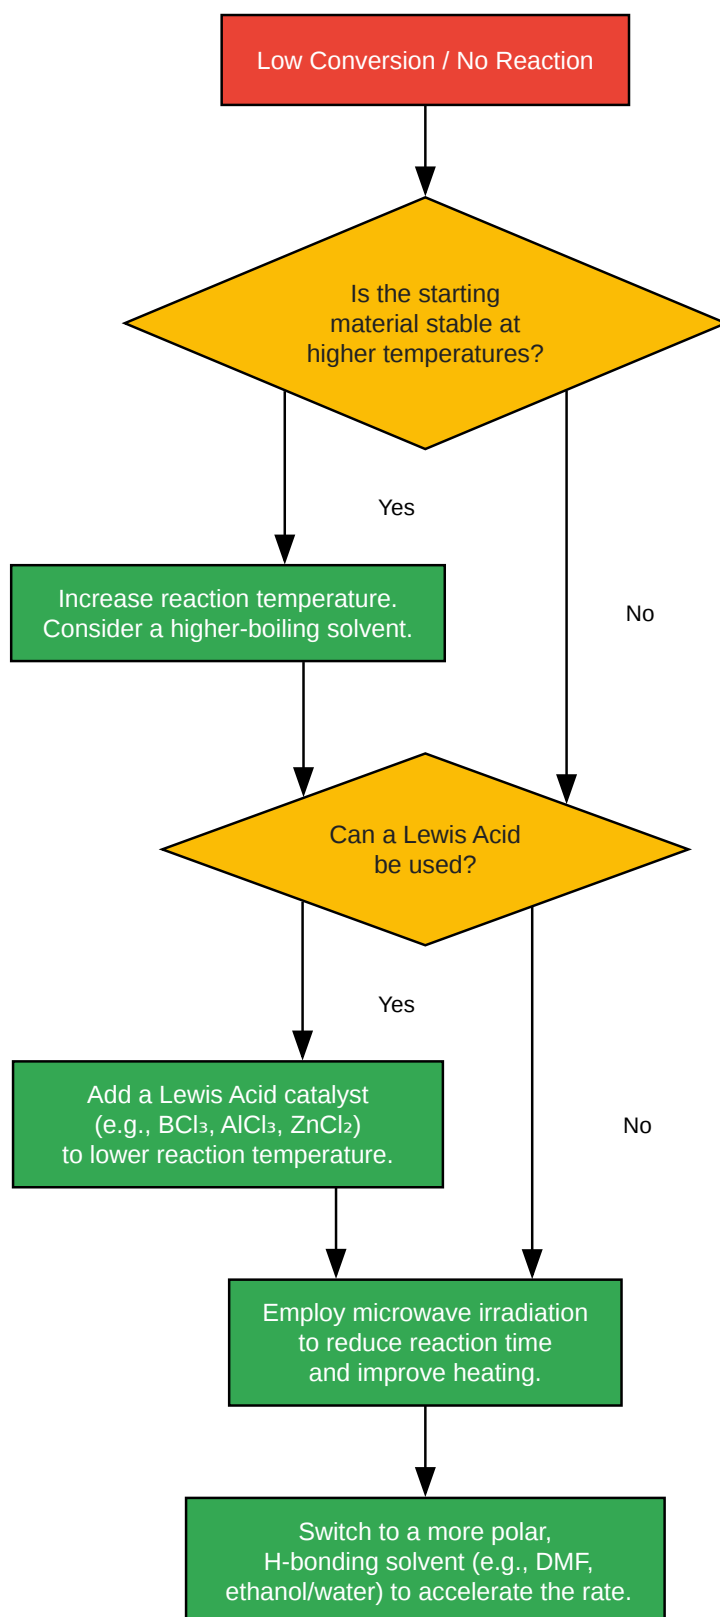 Low Conversion / No Reaction
Is the starting
material stable at
higher temperatures?
Yes
Increase reaction temperature.
Consider a higher-boiling solvent.
No
Can a Lewis Acid
be used?
Yes
Add a Lewis Acid catalyst
(e.g., BCl₃, AlCl₃, ZnCl₂)
to lower reaction temperature.
No
Employ microwave irradiation
to reduce reaction time
and improve heating.
Switch to a more polar,
H-bonding solvent (e.g., DMF,
ethanol/water) to accelerate the rate.